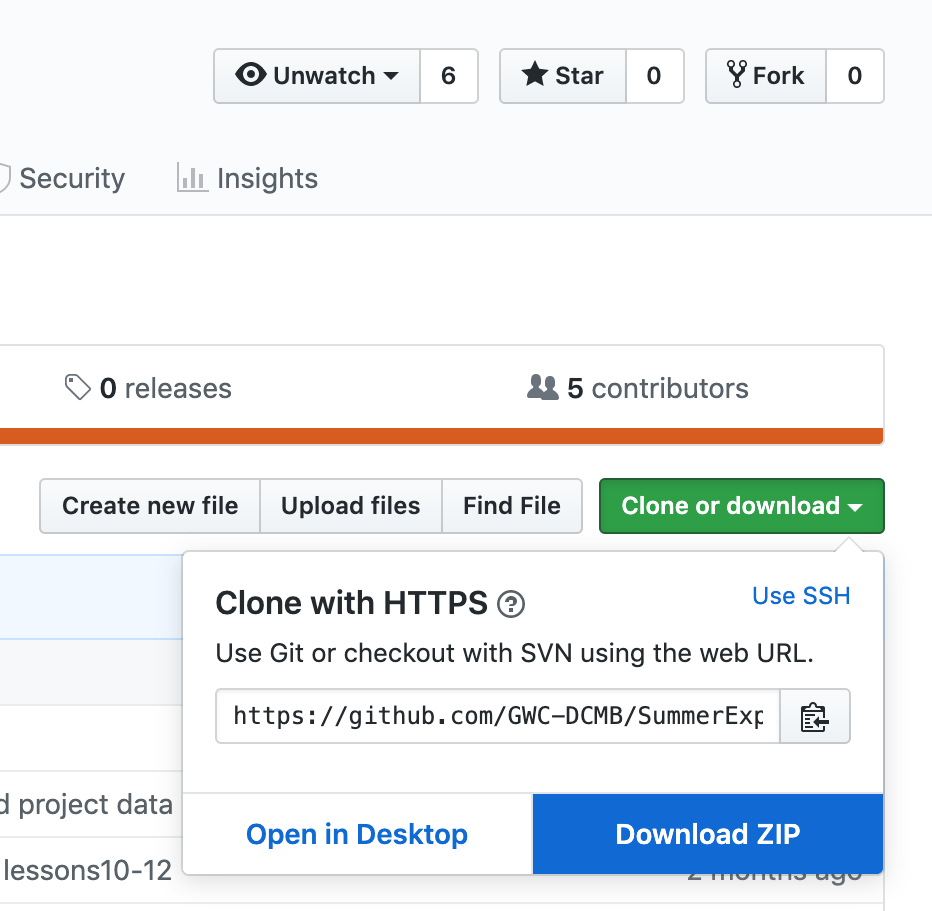 Unwatch 6 Star 0 Fork 0
Security Insights
0 releases 5 contributors
Create new file Upload files Find File Clone or download
Clone with HTTPS Use SSH
Use Git or checkout with SVN using the web URL.
https://github.com/GWC-DCMB/SummerExp
d project data
Open in Desktop Download ZIP
lessons10-12 2 months ago